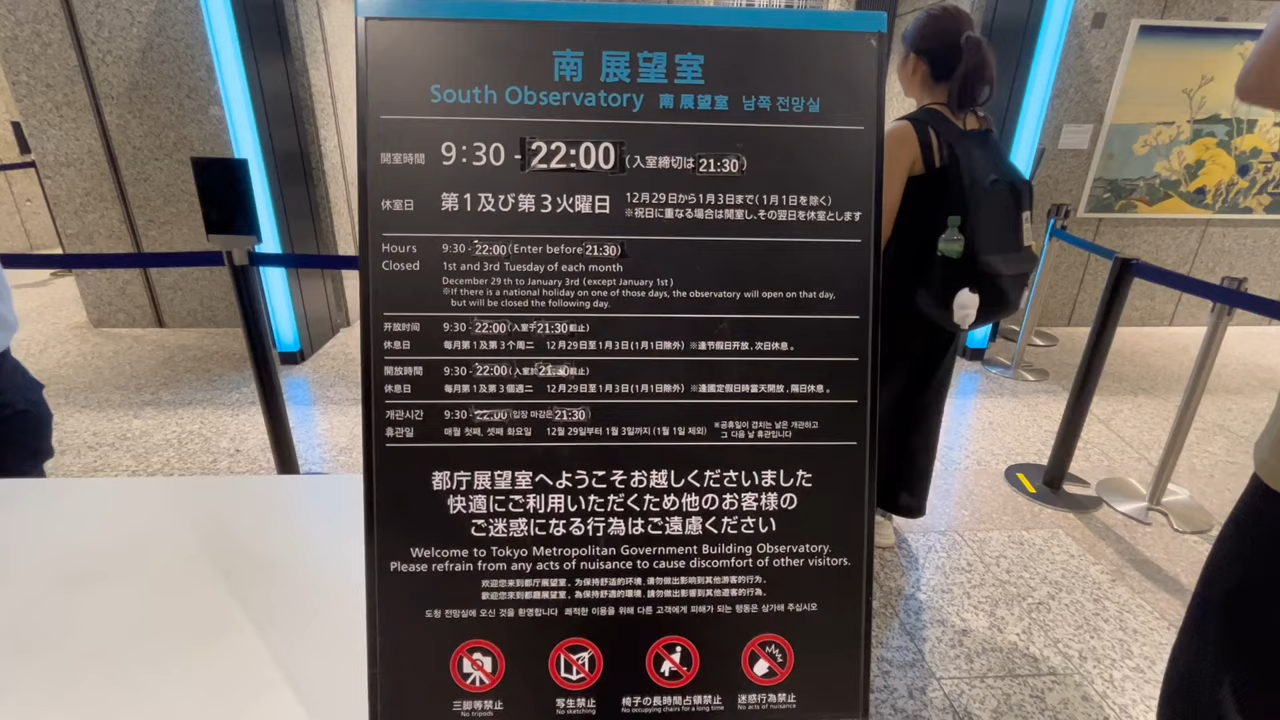 南 展望室
South Observatory 南 展望室 남쪽 전망실
開室時間 9:30 - 22:00 (入室締切は 21:30)
休室日 第1及び第3火曜日 12月29日から1月3日まで(1月1日を除く)
※祝日に重なる場合は開室し、その翌日を休室とします
Hours 9:30 - 22:00 (Enter before 21:30)
Closed 1st and 3rd Tuesday of each month
December 29 th to January 3rd (except January 1st)
※If there is a national holiday on one of those days, the observatory will open on that day,
but will be closed the following day.
开放时间 9:30 - 22:00 (入室于 21:30 截止)
休息日 每月第1及第3个周二 12月29日至1月3日(1月1日除外) ※逢节假日开放,次日休息。
開放時間 9:30 - 22:00 (入室於 21:30 截止)
休息日 每月第1及第3個週二 12月29日至1月3日(1月1日除外) ※逢國定假日時當天開放,隔日休息。
개관시간 9:30 - 22:00 (입장 마감은 21:30)
휴관일 매월 첫째, 셋째 화요일 12월 29일부터 1월 3일까지 (1월 1일 제외) ※공휴일이 겹치는 날은 개관하고
그 다음 날 휴관입니다
都庁展望室へようこそお越しくださいました
快適にご利用いただくため他のお客様の
ご迷惑になる行為はご遠慮ください
Welcome to Tokyo Metropolitan Government Building Observatory.
Please refrain from any acts of nuisance to cause discomfort of other visitors.
欢迎您来到都厅展望室。为保持舒适的环境,请勿做出影响到其他游客的行为。
歡迎您來到都廳展望室。為保持舒適的環境,請勿做出影響到其他遊客的行為。
도청 전망실에 오신 것을 환영합니다 쾌적한 이용을 위해 다른 고객에게 피해가 되는 행동은 삼가해 주십시오
三脚等禁止 写生禁止 椅子の長時間占領禁止 迷惑行為禁止
No tripods No sketching No occupying chairs for a long time No acts of nuisance